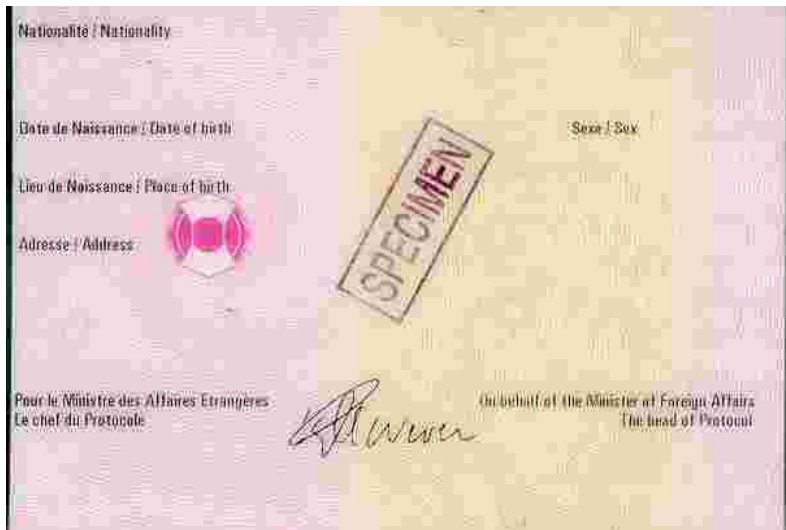 Nationalité / Nationality
Date de Naissance / Date of birth
Sexe / Sex
Lieu de Naissance / Place of birth
Adresse / Address
SPECIMEN
Pour le Ministre des Affaires Etrangères
Le chef du Protocole
On behalf of the Minister of Foreign Affairs
The head of Protocol